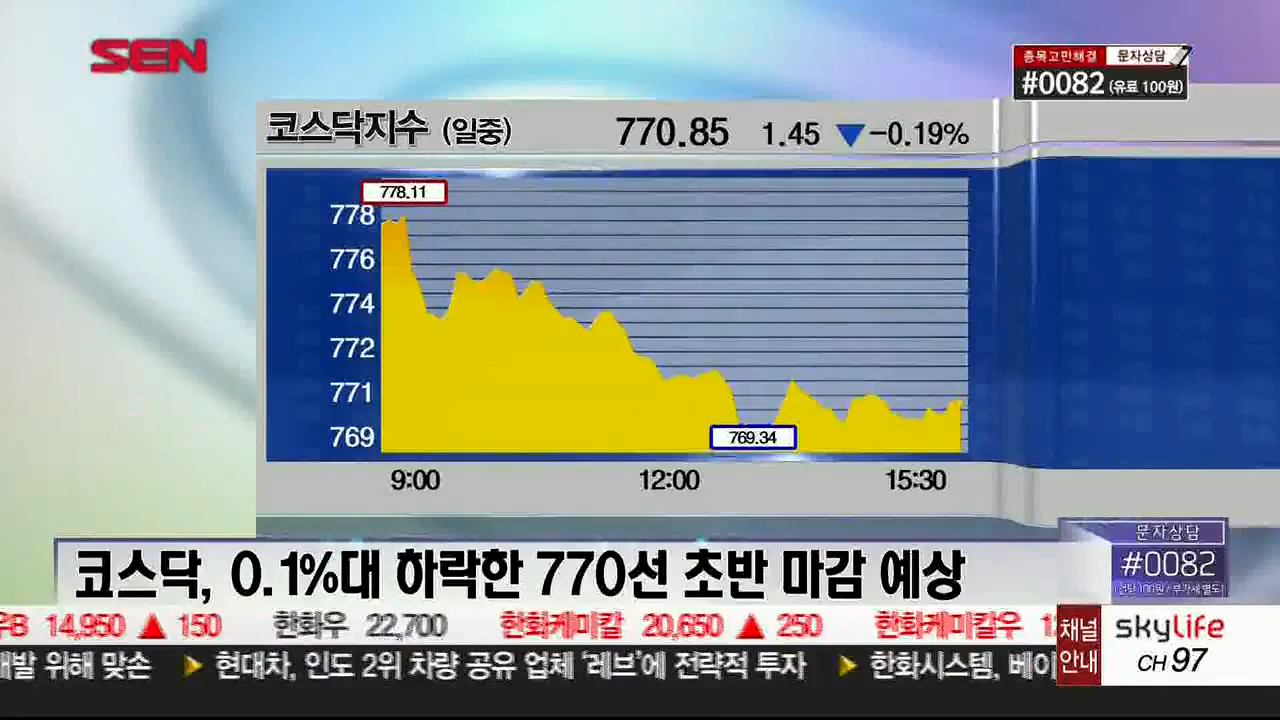 SEN
종목고민해결 문자상담
#0082 (유료 100원)
코스닥지수 (일중) 770.85 1.45 ▼-0.19%
778.11
778
776
774
772
771
769
769.34
9:00 12:00 15:30
문자상담
#0082
코스닥, 0.1%대 하락한 770선 초반 마감 예상
우B 14,950 ▲ 150 한화우 22,700 한화케미칼 20,650 ▲ 250 한화케미칼우
개발 위해 맞손 ▶ 현대차, 인도 2위 차량 공유 업체 ‘레브’에 전략적 투자 ▶ 한화시스템, 베이
채널
안내
skylife
CH 97